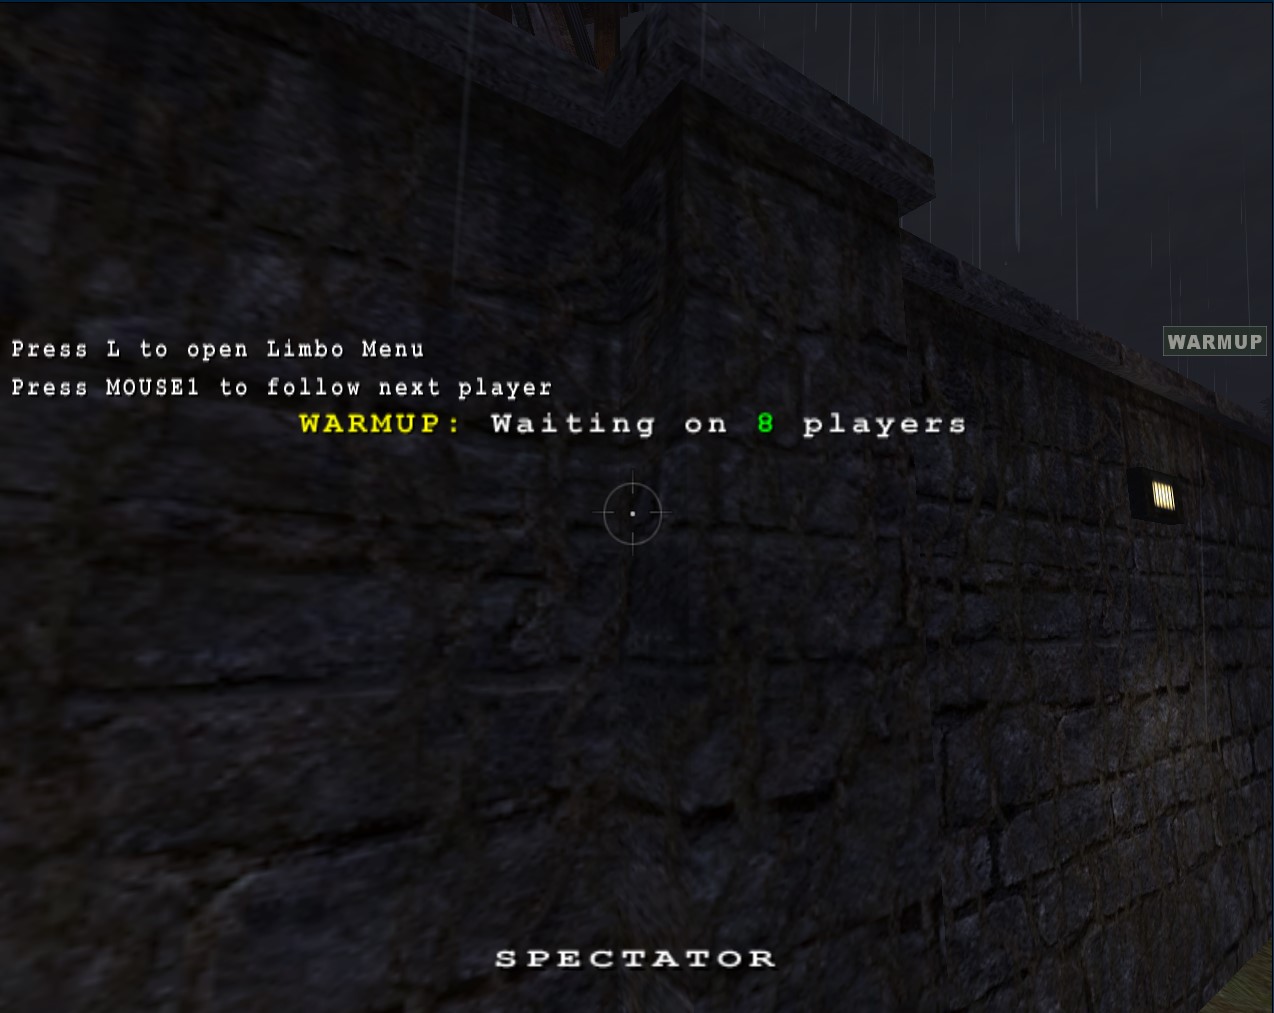 WARMUP
Press L to open Limbo Menu
Press MOUSE1 to follow next player
WARMUP: Waiting on 8 players
SPECTATOR